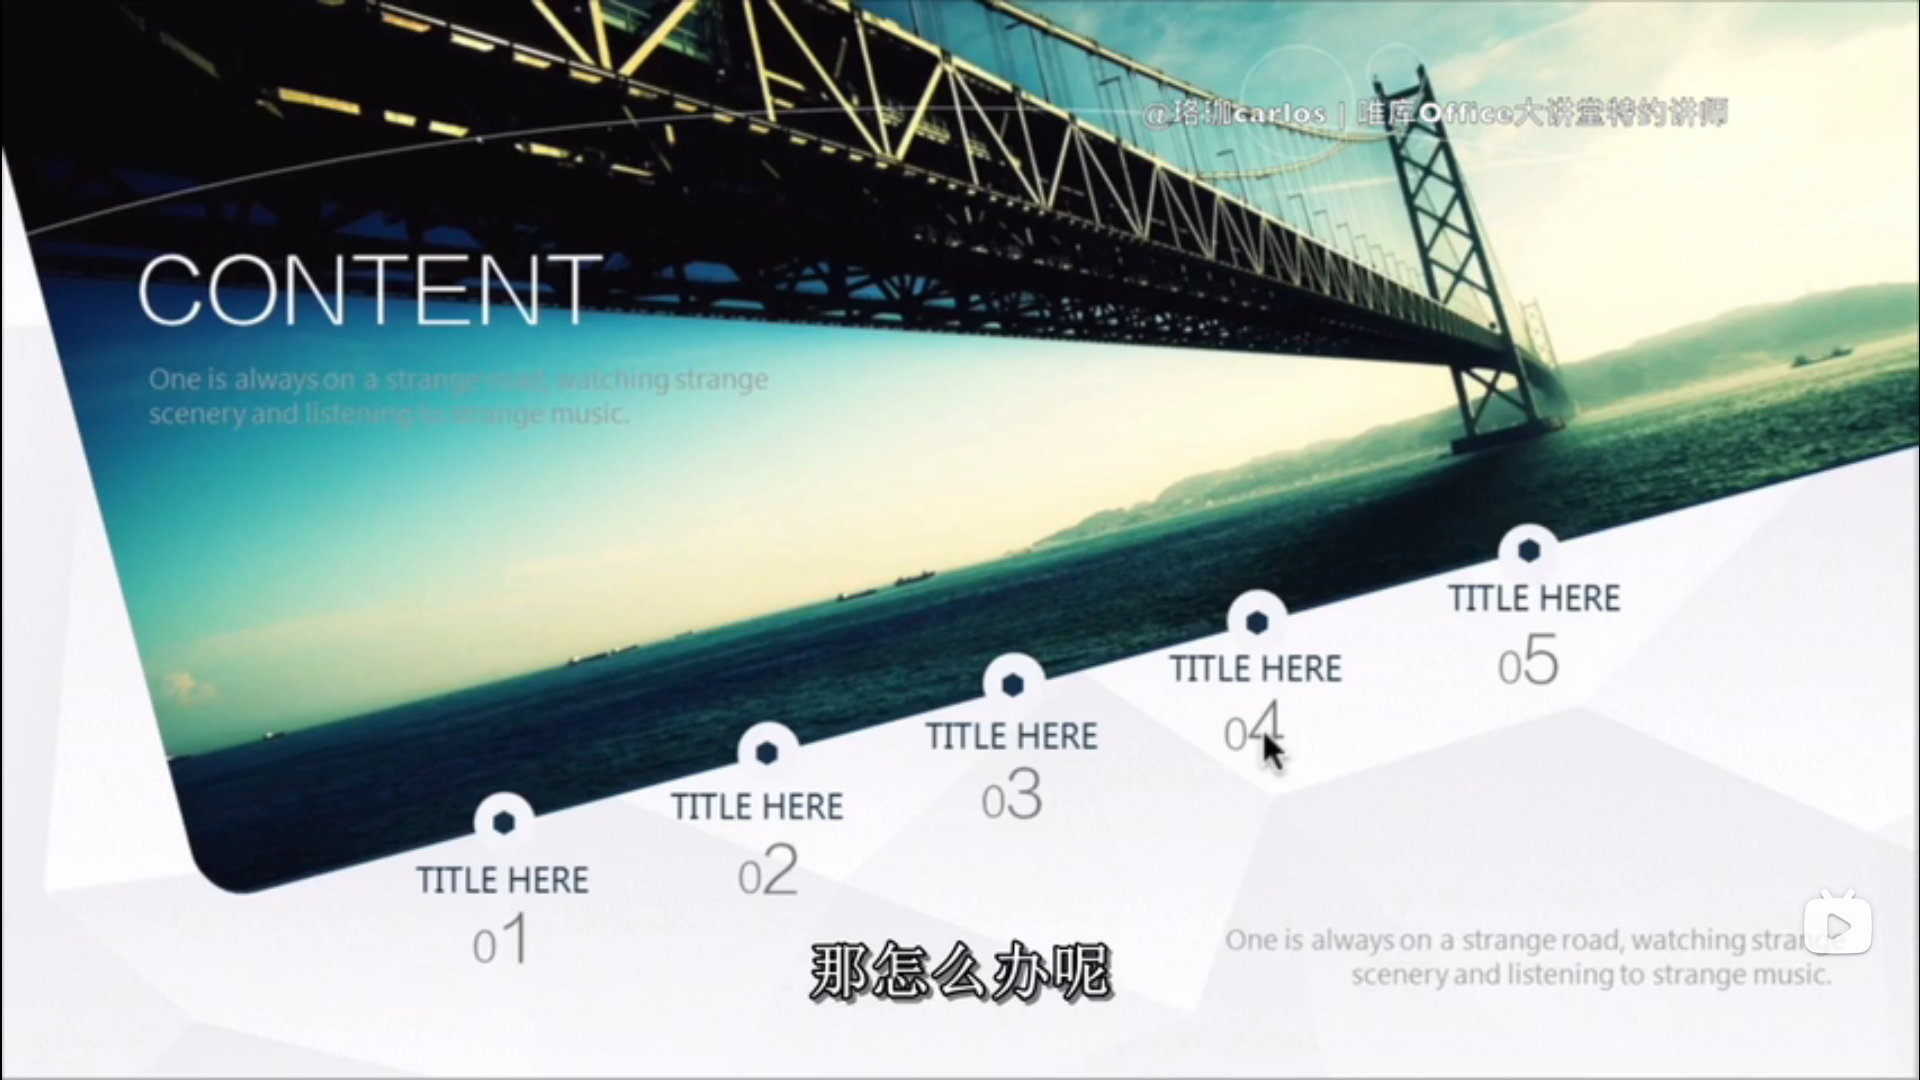 @珞珈carlos | 唯库Office大讲堂特约讲师
CONTENT
One is always on a strange road, watching strange
scenery and listening to strange music.
TITLE HERE
05
TITLE HERE
04
TITLE HERE
03
TITLE HERE
02
TITLE HERE
01
One is always on a strange road, watching strange
scenery and listening to strange music.
那怎么办呢